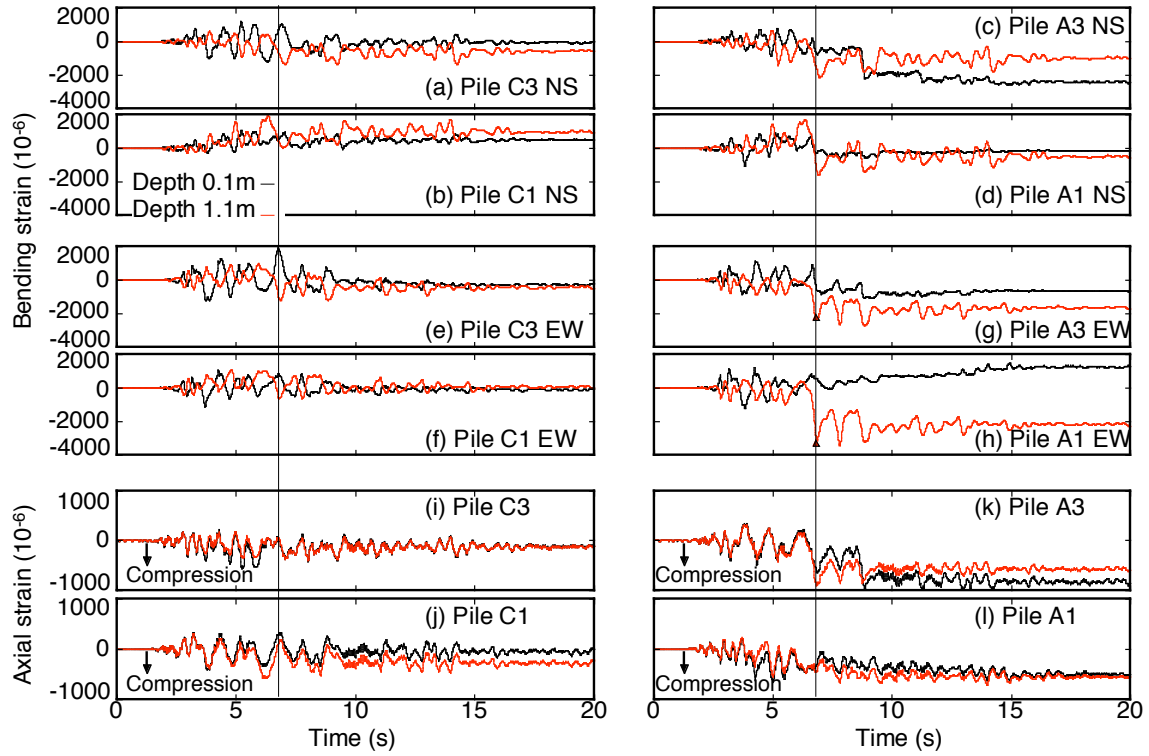 Bending strain (10-6)
2000
0
-2000
-4000
(a) Pile C3 NS
(c) Pile A3 NS
2000
0
-2000
-4000
Depth 0.1m
Depth 1.1m
(b) Pile C1 NS
(d) Pile A1 NS
2000
0
-2000
-4000
(e) Pile C3 EW
(g) Pile A3 EW
2000
0
-2000
-4000
(f) Pile C1 EW
(h) Pile A1 EW
Axial strain (10-6)
1000
0
-1000
(i) Pile C3
Compression
(k) Pile A3
Compression
1000
0
-1000
(j) Pile C1
Compression
(l) Pile A1
Compression
0 5 10 15 20
Time (s)
0 5 10 15 20
Time (s)